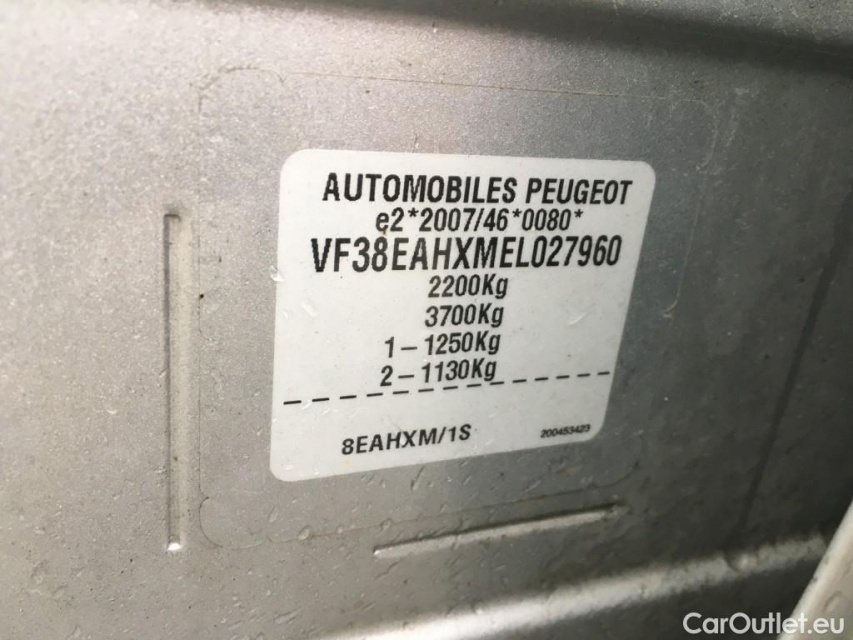 AUTOMOBILES PEUGEOT
e2*2007/46*0080*
VF38EAHXMEL027960
2200Kg
3700Kg
1–1250Kg
2–1130Kg
8EAHXM/1S
200453423
CarOutlet.eu